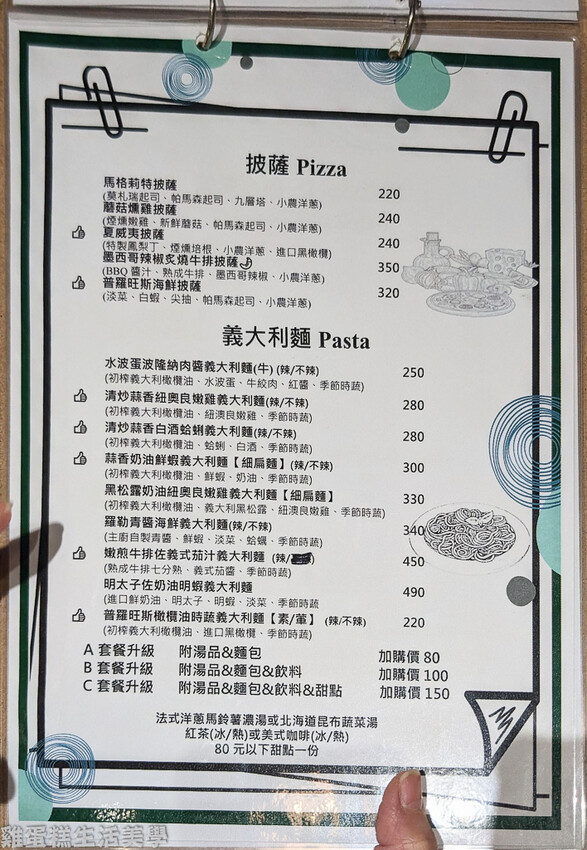 披薩 Pizza
馬格莉特披薩 220
(莫札瑞起司、帕馬森起司、九層塔、小農洋蔥)
蘑菇燻雞披薩 240
(煙燻嫩雞、新鮮蘑菇、帕馬森起司、小農洋蔥)
夏威夷披薩 240
(特製鳳梨丁、煙燻培根、小農洋蔥、進口黑橄欖)
墨西哥辣椒炙燒牛排披薩 350
(BBQ 醬汁、熟成牛排、墨西哥辣椒、小農洋蔥)
普羅旺斯海鮮披薩 320
(淡菜、白蝦、尖抽、帕馬森起司、小農洋蔥)
義大利麵 Pasta
水波蛋波隆納肉醬義大利麵(牛) (辣/不辣) 250
(初榨義大利橄欖油、水波蛋、牛絞肉、紅醬、季節時蔬)
清炒蒜香紐奧良嫩雞義大利麵(辣/不辣) 280
(初榨義大利橄欖油、紐澳良嫩雞、季節時蔬)
清炒蒜香白酒蛤蜊義大利麵(辣/不辣) 280
(初榨義大利橄欖油、蛤蜊、白酒、季節時蔬)
蒜香奶油鮮蝦義大利麵【細扁麵】(辣/不辣) 300
(初榨義大利橄欖油、鮮蝦、奶油、季節時蔬)
黑松露奶油紐奧良嫩雞義大利麵【細扁麵】 330
(初榨義大利橄欖油、義大利黑松露、紐澳良嫩雞、季節時蔬)
羅勒青醬海鮮義大利麵(辣/不辣) 340
(主廚自製青醬、鮮蝦、淡菜、蛤蠣、季節時蔬)
嫩煎牛排佐義式茄汁義大利麵 (辣/ 450
(熟成牛排七分熟、義式茄醬、季節時蔬)
明太子佐奶油明蝦義大利麵 490
(進口鮮奶油、明太子、明蝦、淡菜、季節時蔬
普羅旺斯橄欖油時蔬義大利麵【素/葷】 (辣/不辣) 220
(初榨義大利橄欖油、進口黑橄欖、季節時蔬)
A 套餐升級 附湯品&麵包 加購價 80
B 套餐升級 附湯品&麵包&飲料 加購價 100
C 套餐升級 附湯品&麵包&飲料&甜點 加購價 150
法式洋蔥馬鈴薯濃湯或北海道昆布蔬菜湯
紅茶(冰/熱)或美式咖啡(冰/熱)
80 元以下甜點一份
雞蛋糕生活美學